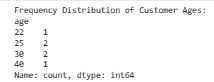 Frequency Distribution of Customer Ages:
age
22    1
25    2
30    2
40    1
Name: count, dtype: int64